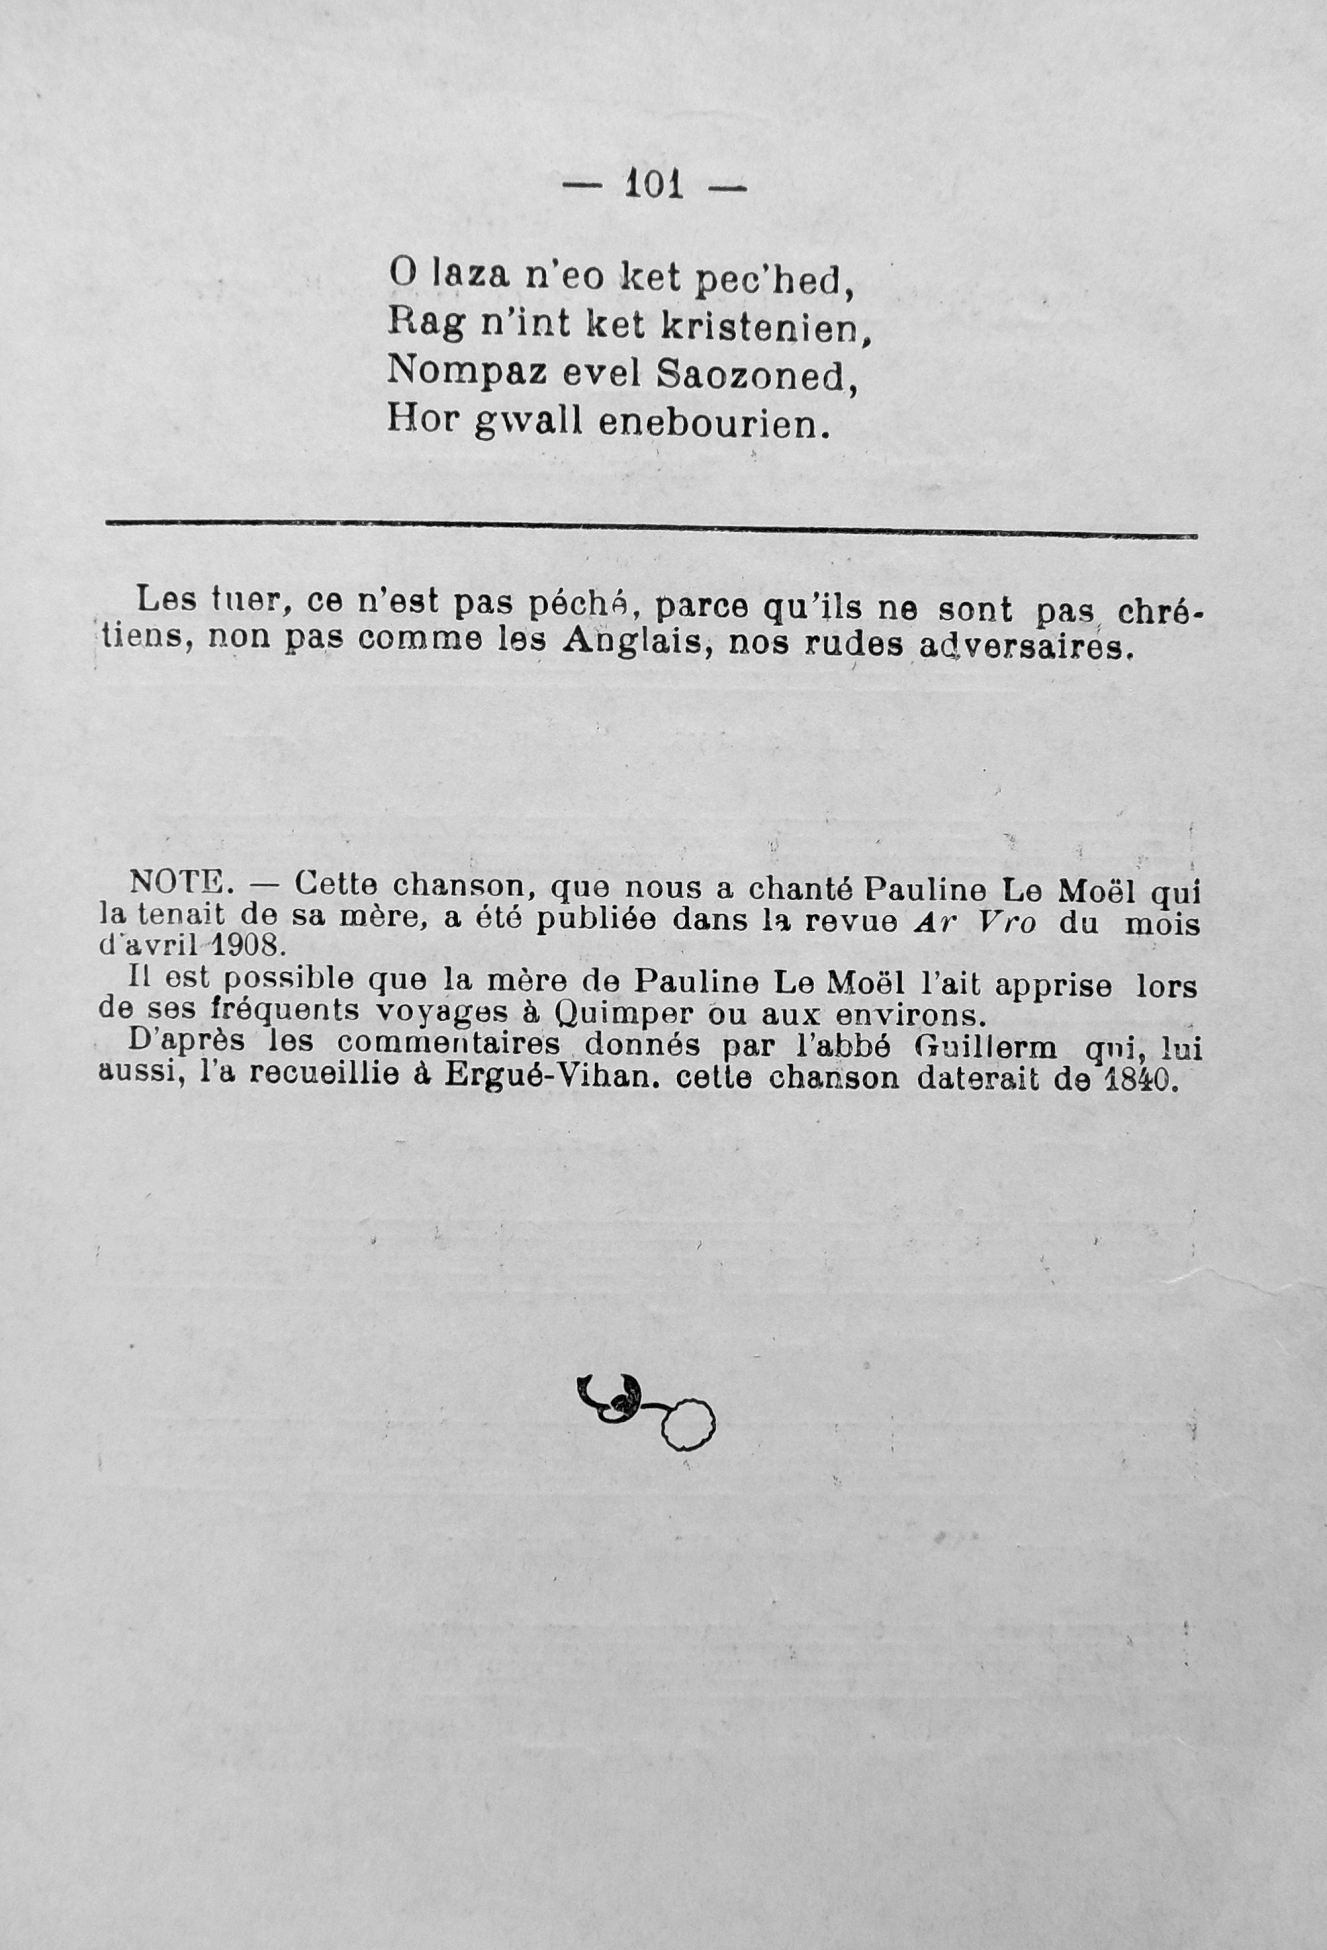 — 101 —
O laza n'eo ket pec'hed,
Rag n'int ket kristenien,
Nompaz evel Saozoned,
Hor gwall enebourien.
Les tuer, ce n'est pas péché, parce qu'ils ne sont pas chré-
tiens, non pas comme les Anglais, nos rudes adversaires.
NOTE. — Cette chanson, que nous a chanté Pauline Le Moël qui
la tenait de sa mère, a été publiée dans la revue Ar Vro du mois
d'avril 1908.
Il est possible que la mère de Pauline Le Moël l'ait apprise lors
de ses fréquents voyages à Quimper ou aux environs.
D'après les commentaires donnés par l'abbé Guillerm qui, lui
aussi, l'a recueillie à Ergué-Vihan. cette chanson daterait de 1840.